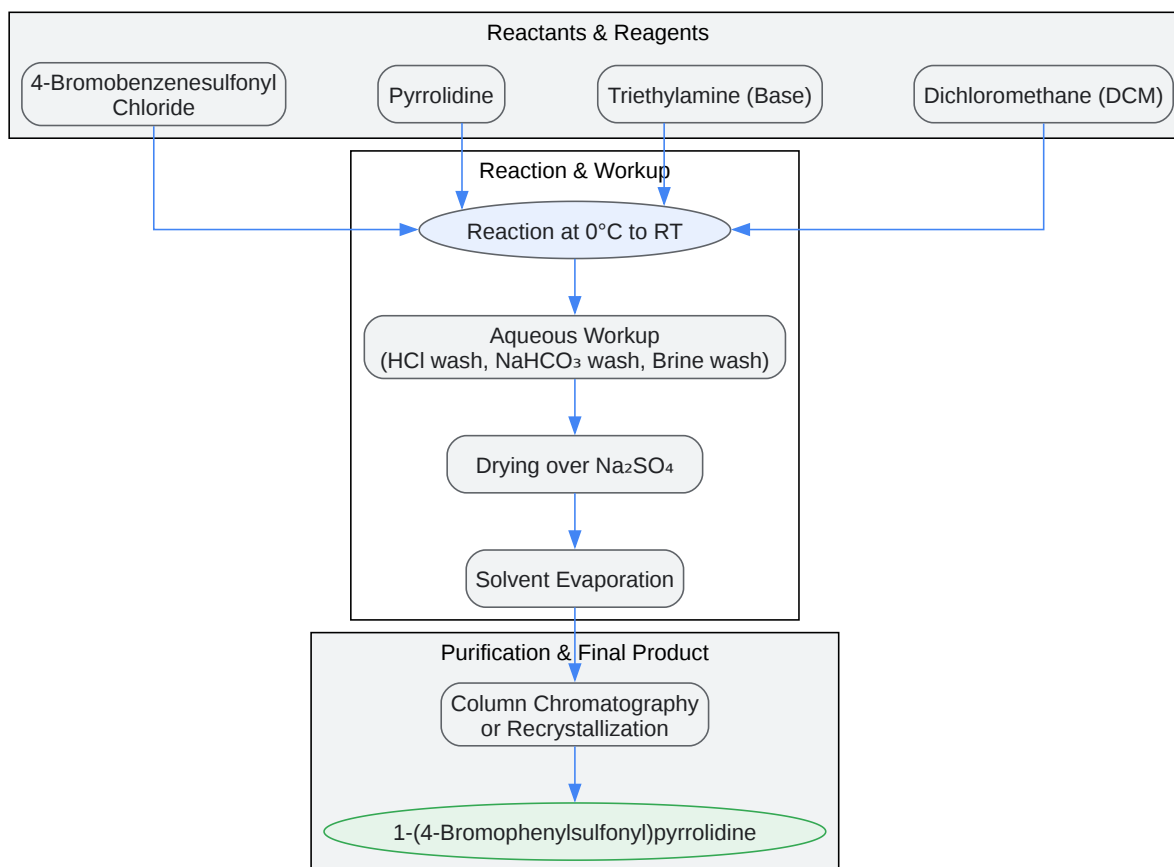 Reactants & Reagents
4-Bromobenzenesulfonyl
Chloride
Pyrrolidine
Triethylamine (Base)
Dichloromethane (DCM)
Reaction & Workup
Reaction at 0°C to RT
Aqueous Workup
(HCl wash, NaHCO₃ wash, Brine wash)
Drying over Na₂SO₄
Solvent Evaporation
Purification & Final Product
Column Chromatography
or Recrystallization
1-(4-Bromophenylsulfonyl)pyrrolidine